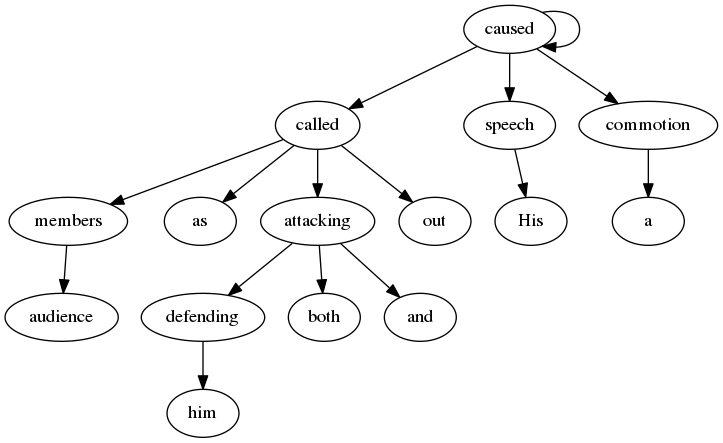 caused
called speech commotion
members as attacking out His a
audience defending both and
him